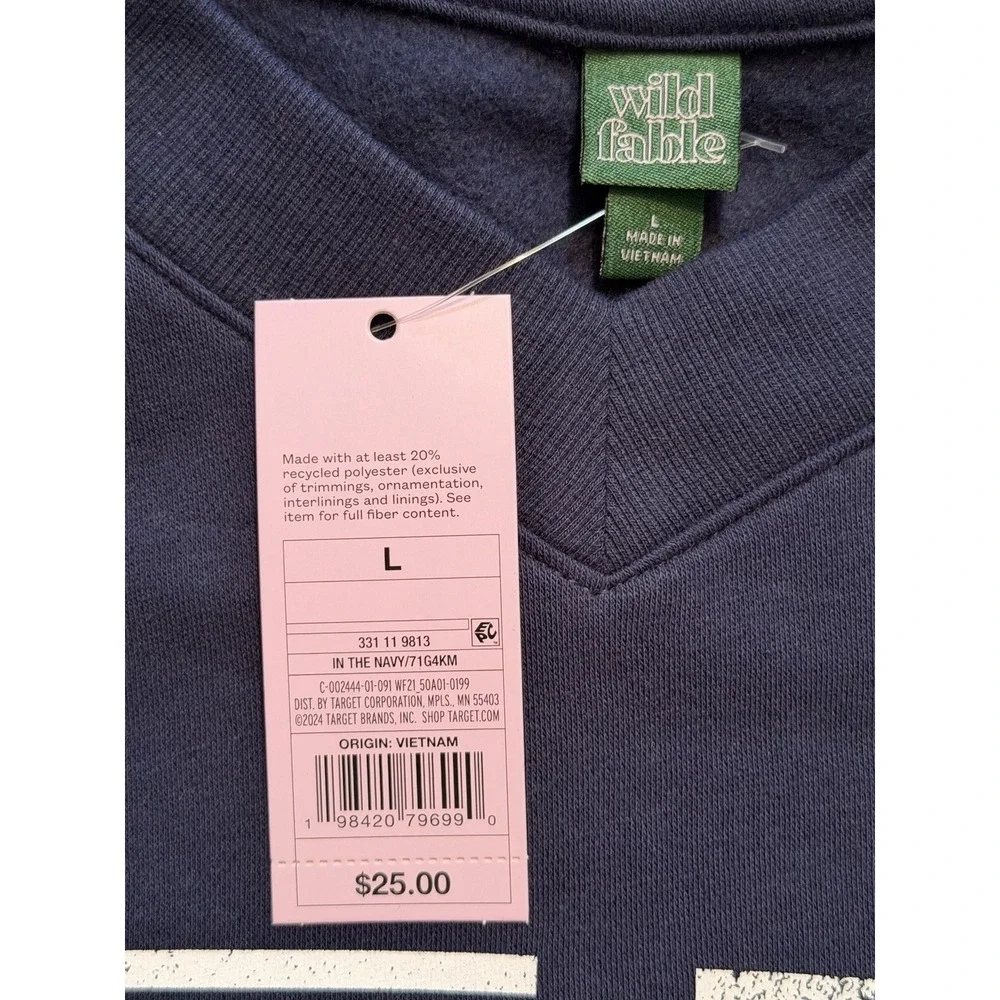 wild
fable
L
MADE IN
VIETNAM
Made with at least 20%
recycled polyester (exclusive
of trimmings, ornamentation,
interlinings and linings). See
item for full fiber content.
L
331 11 9813
IN THE NAVY/71G4KM
C-002444-01-091 WF21_50A01-0199
DIST. BY TARGET CORPORATION, MPLS., MN 55403
©2024 TARGET BRANDS, INC. SHOP TARGET.COM
ORIGIN: VIETNAM
1 98420 79699 0
$25.00